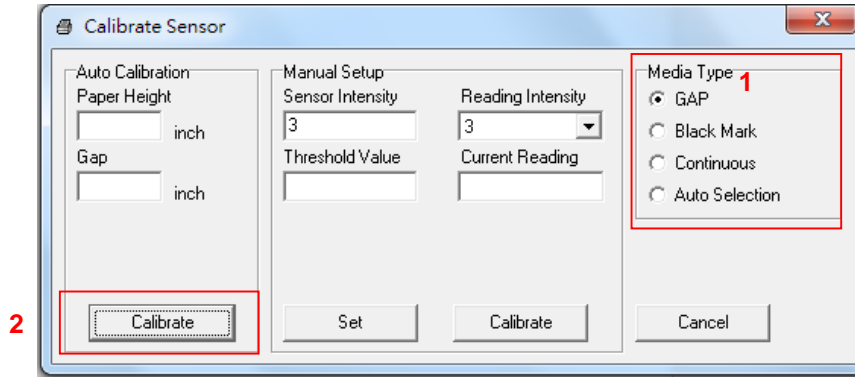 Calibrate Sensor
Auto Calibration
Paper Height
inch
Gap
inch
Calibrate
Manual Setup
Sensor Intensity
Reading Intensity
3
3
Threshold Value
Current Reading
Set
Calibrate
Media Type
1
GAP
Black Mark
Continuous
Auto Selection
Cancel
2